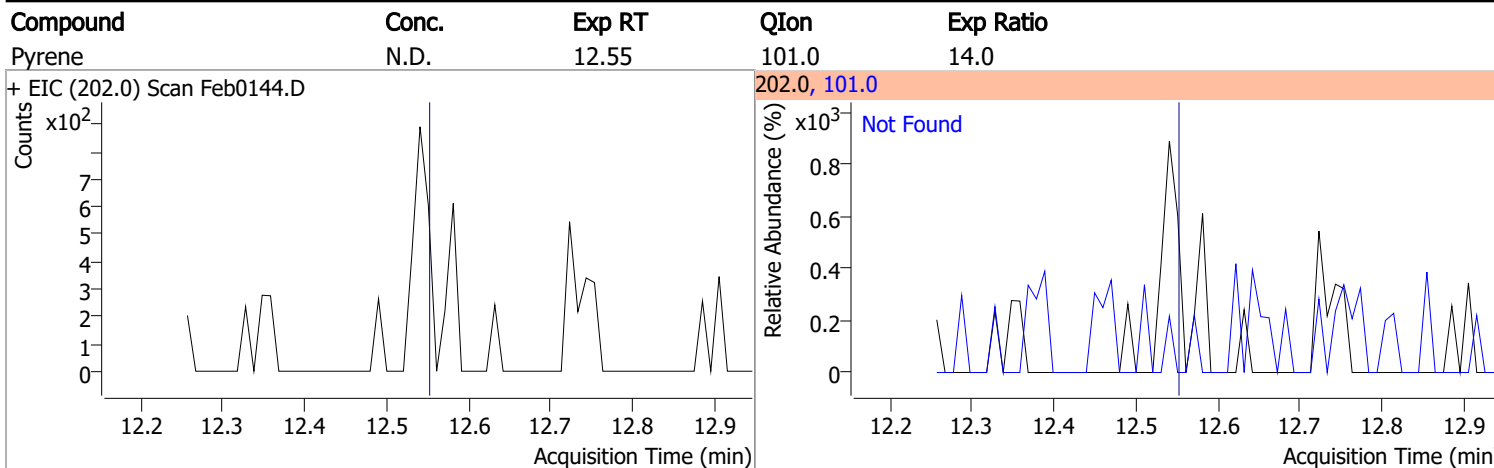 Compound Conc. Exp RT QIon Exp Ratio
Pyrene N.D. 12.55 101.0 14.0
+ EIC (202.0) Scan Feb0144.D
Counts
x102
7
6
5
4
3
2
1
0
12.2 12.3 12.4 12.5 12.6 12.7 12.8 12.9
Acquisition Time (min)
202.0, 101.0
Relative Abundance (%)
x103
Not Found
0.8
0.6
0.4
0.2
0
12.2 12.3 12.4 12.5 12.6 12.7 12.8 12.9
Acquisition Time (min